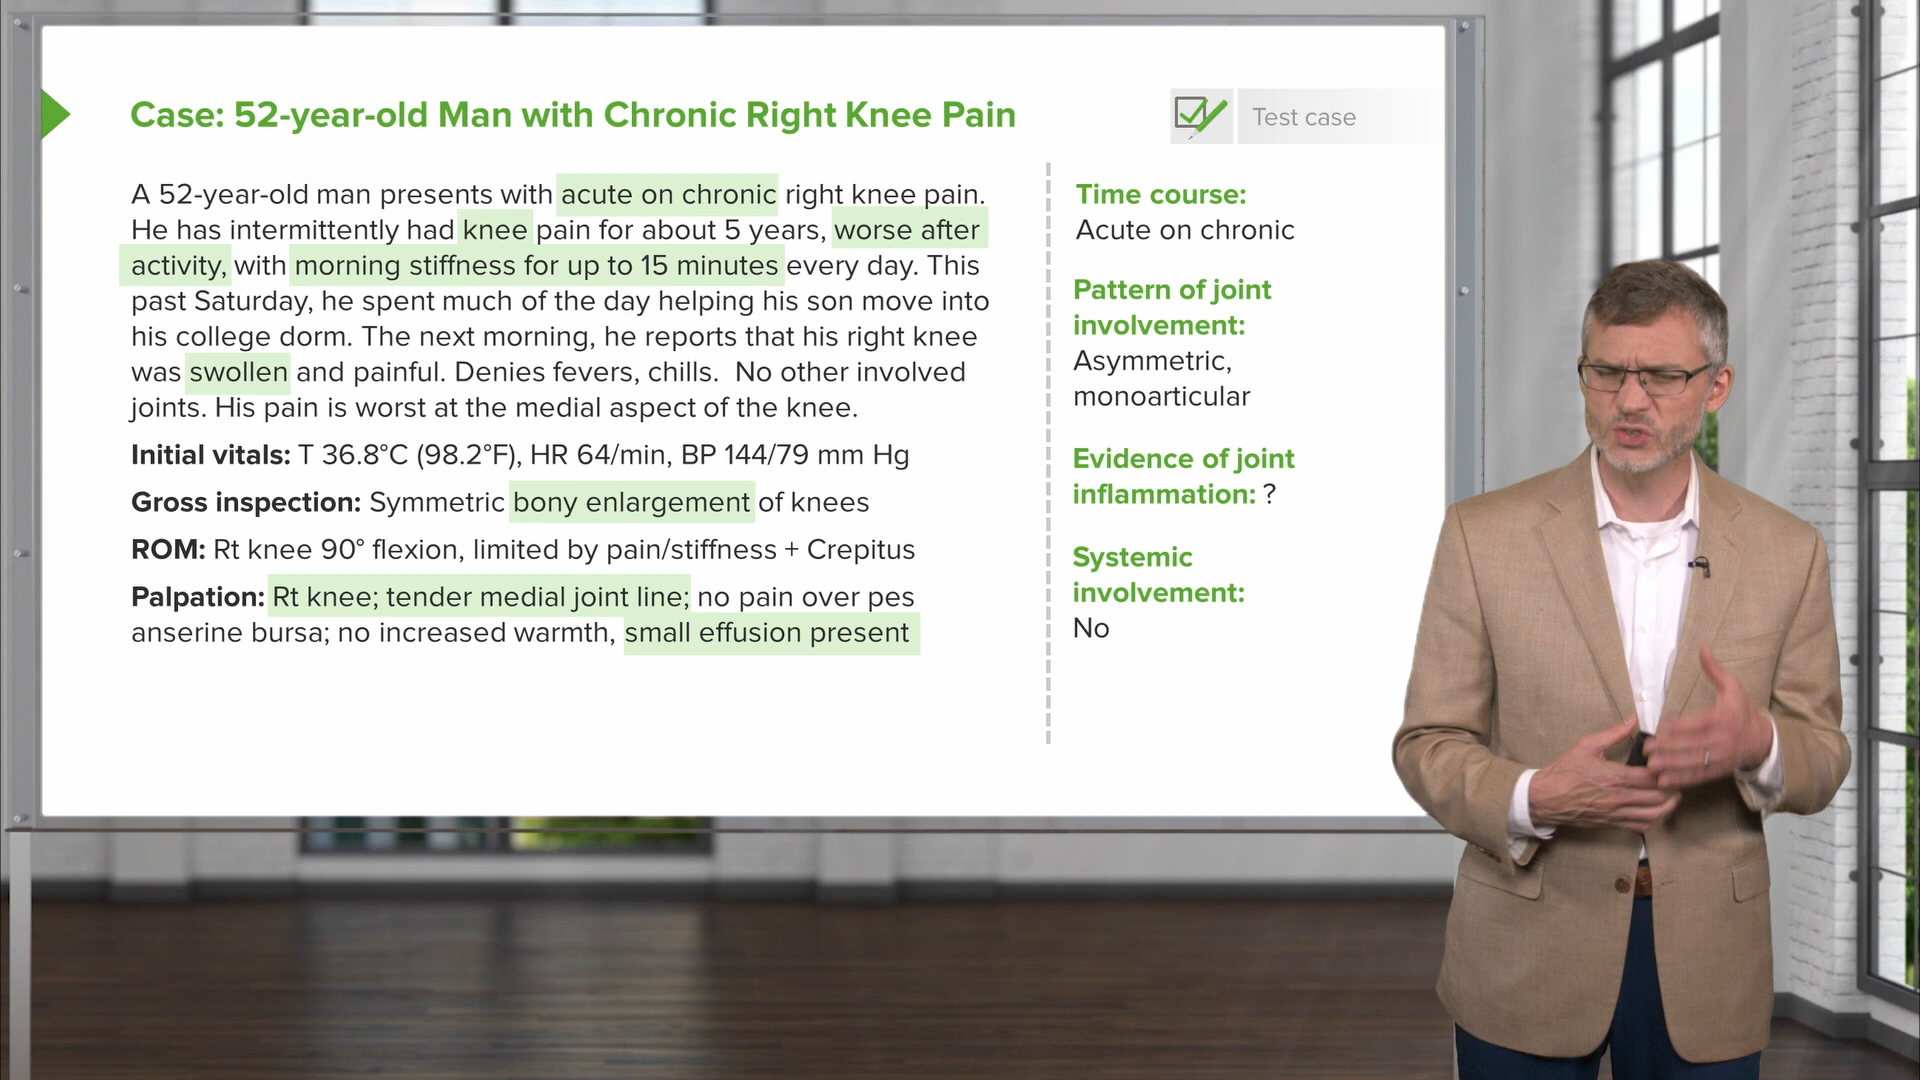 Case: 52-year-old Man with Chronic Right Knee Pain
Test case
A 52-year-old man presents with acute on chronic right knee pain.
He has intermittently had knee pain for about 5 years, worse after
activity, with morning stiffness for up to 15 minutes every day. This
past Saturday, he spent much of the day helping his son move into
his college dorm. The next morning, he reports that his right knee
was swollen and painful. Denies fevers, chills.  No other involved
joints. His pain is worst at the medial aspect of the knee.
Initial vitals: T 36.8°C (98.2°F), HR 64/min, BP 144/79 mm Hg
Gross inspection: Symmetric bony enlargement of knees
ROM: Rt knee 90° flexion, limited by pain/stiffness + Crepitus
Palpation: Rt knee; tender medial joint line; no pain over pes
anserine bursa; no increased warmth, small effusion present
Time course:
Acute on chronic
Pattern of joint
involvement:
Asymmetric,
monoarticular
Evidence of joint
inflammation: ?
Systemic
involvement:
No